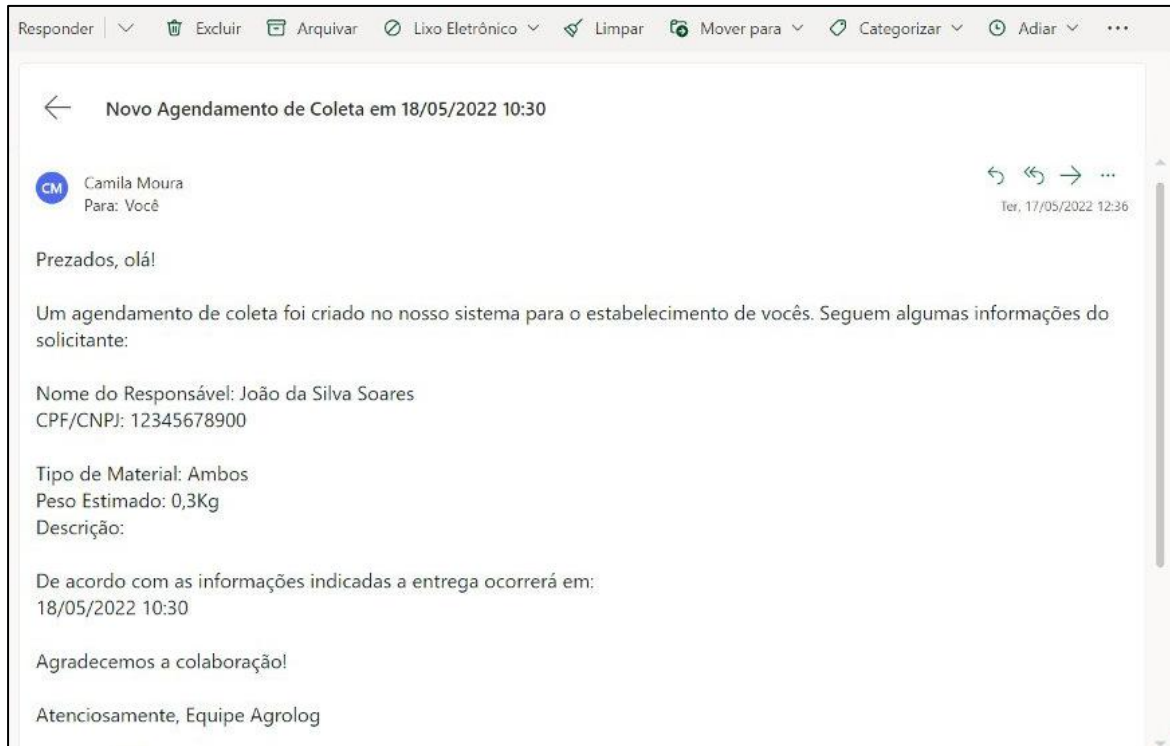 Responder Excluir Arquivar Lixo Eletrônico Limpar Mover para Categorizar Adiar ...
Novo Agendamento de Coleta em 18/05/2022 10:30
CM
Camila Moura
Para: Você
Ter, 17/05/2022 12:36
Prezados, olá!
Um agendamento de coleta foi criado no nosso sistema para o estabelecimento de vocês. Seguem algumas informações do
solicitante:
Nome do Responsável: João da Silva Soares
CPF/CNPJ: 12345678900
Tipo de Material: Ambos
Peso Estimado: 0,3Kg
Descrição:
De acordo com as informações indicadas a entrega ocorrerá em:
18/05/2022 10:30
Agradecemos a colaboração!
Atenciosamente, Equipe Agrolog